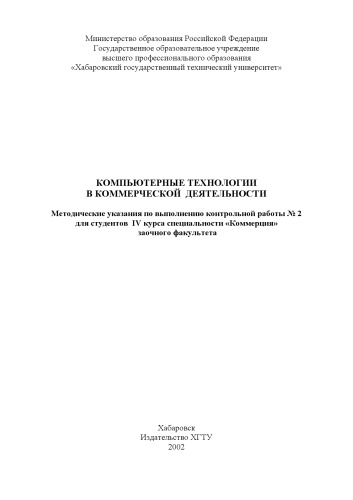 Министерство образования Российской Федерации
Государственное образовательное учреждение
высшего профессионального образования
«Хабаровский государственный технический университет»
КОМПЬЮТЕРНЫЕ ТЕХНОЛОГИИ
В КОММЕРЧЕСКОЙ ДЕЯТЕЛЬНОСТИ
Методические указания по выполнению контрольной работы № 2
для студентов IV курса специальности «Коммерция»
заочного факультета
Хабаровск
Издательство ХГТУ
2002